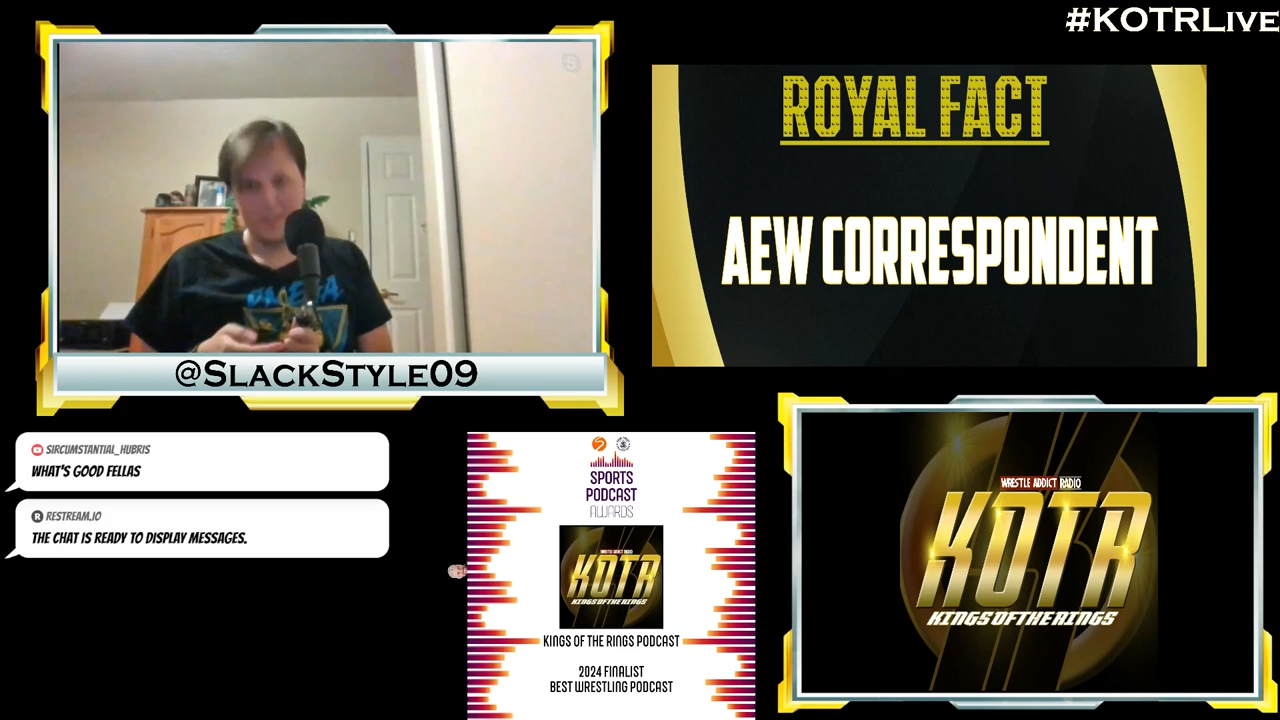 #KOTRLIVE
ROYAL FACT
AEW CORRESPONDENT
OMEGA
@SLACKSTYLE09
SIRCUMSTANTIAL_HUBRIS
WHAT'S GOOD FELLAS
RESTREAM.IO
THE CHAT IS READY TO DISPLAY MESSAGES.
SPORTS
PODCAST
AWARDS
WRESTLE ADDICT RADIO
KOTR
KINGS OF THE RINGS
KINGS OF THE RINGS PODCAST
2024 FINALIST
BEST WRESTLING PODCAST
WRESTLE ADDICT RADIO
KOTR
KINGS OF THE RINGS